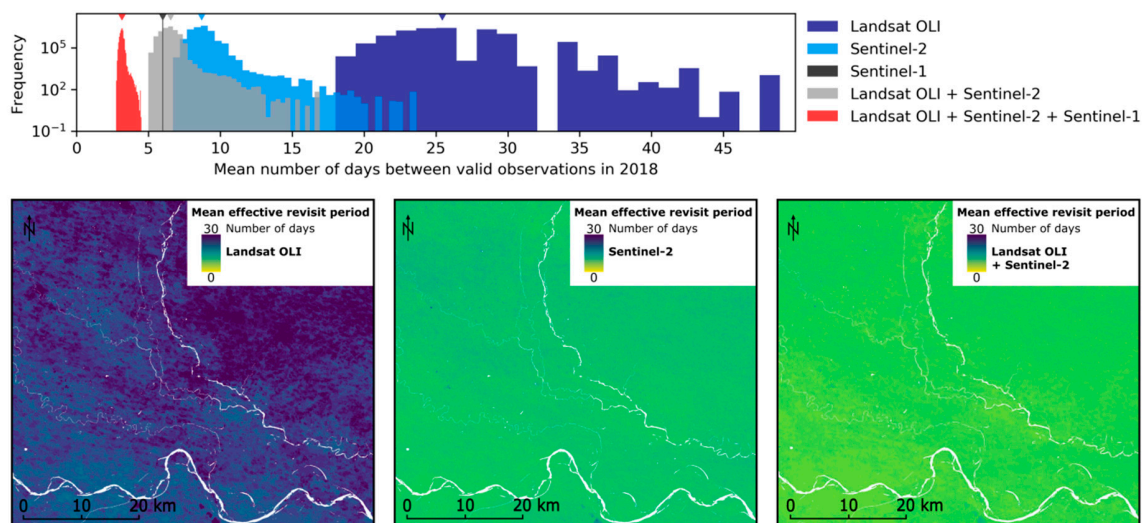 Frequency
10^5
10^2
10^-1
0 5 10 15 20 25 30 35 40 45
Mean number of days between valid observations in 2018
Landsat OLI
Sentinel-2
Sentinel-1
Landsat OLI + Sentinel-2
Landsat OLI + Sentinel-2 + Sentinel-1
N
Mean effective revisit period
30 Number of days
Landsat OLI
0
0 10 20 km
N
Mean effective revisit period
30 Number of days
Sentinel-2
0
0 10 20 km
N
Mean effective revisit period
30 Number of days
Landsat OLI
+ Sentinel-2
0
0 10 20 km